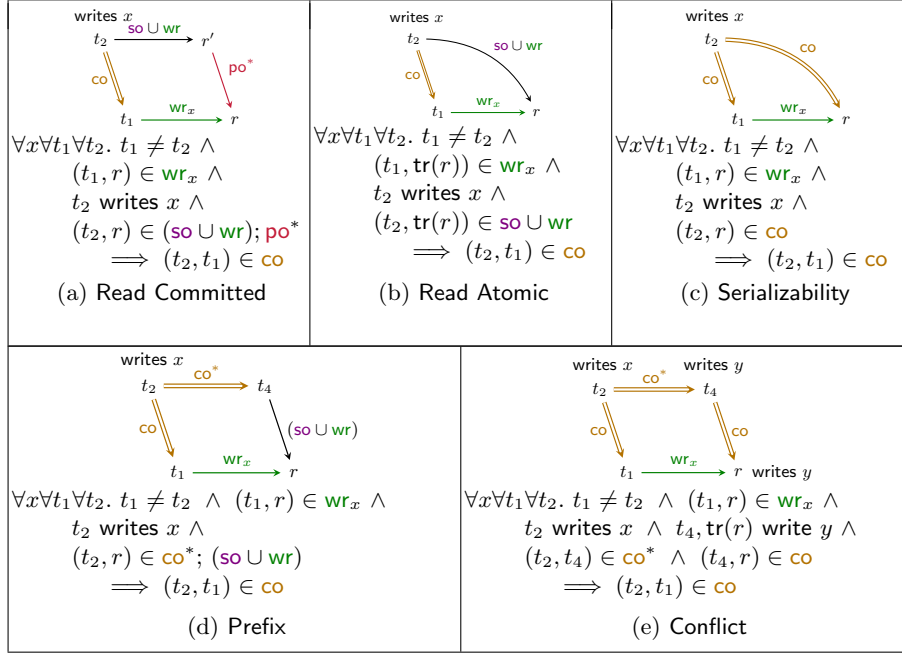 writes x
t₂ so ∪ wr r′
co po*
t₁ wrₓ r
∀x∀t₁∀t₂. t₁ ≠ t₂ ∧
(t₁, r) ∈ wrₓ ∧
t₂ writes x ∧
(t₂, r) ∈ (so ∪ wr); po*
⟹ (t₂, t₁) ∈ co
(a) Read Committed
writes x
t₂ so ∪ wr
co
t₁ wrₓ r
∀x∀t₁∀t₂. t₁ ≠ t₂ ∧
(t₁, tr(r)) ∈ wrₓ ∧
t₂ writes x ∧
(t₂, tr(r)) ∈ so ∪ wr
⟹ (t₂, t₁) ∈ co
(b) Read Atomic
writes x
t₂ co
co
t₁ wrₓ r
∀x∀t₁∀t₂. t₁ ≠ t₂ ∧
(t₁, r) ∈ wrₓ ∧
t₂ writes x ∧
(t₂, r) ∈ co
⟹ (t₂, t₁) ∈ co
(c) Serializability
writes x
t₂ co* t₄
co (so ∪ wr)
t₁ wrₓ r
∀x∀t₁∀t₂. t₁ ≠ t₂ ∧ (t₁, r) ∈ wrₓ ∧
t₂ writes x ∧
(t₂, r) ∈ co*; (so ∪ wr)
⟹ (t₂, t₁) ∈ co
(d) Prefix
writes x writes y
t₂ co* t₄
co co
t₁ wrₓ r writes y
∀x∀t₁∀t₂. t₁ ≠ t₂ ∧ (t₁, r) ∈ wrₓ ∧
t₂ writes x ∧ t₄, tr(r) write y ∧
(t₂, t₄) ∈ co* ∧ (t₄, r) ∈ co
⟹ (t₂, t₁) ∈ co
(e) Conflict